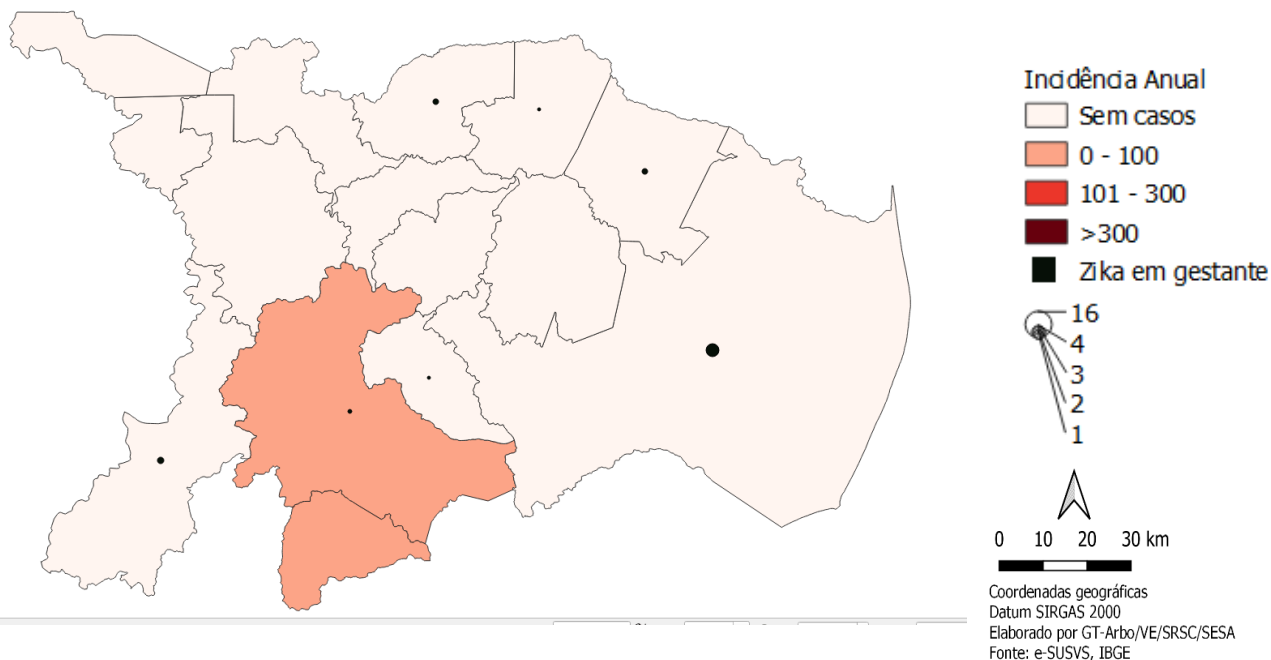 Incidência Anual
Sem casos
0 - 100
101 - 300
>300
Zika em gestante
16
4
3
2
1
0 10 20 30 km
Coordenadas geográficas
Datum SIRGAS 2000
Elaborado por GT-Arbo/VE/SRSC/SESA
Fonte: e-SUSVS, IBGE